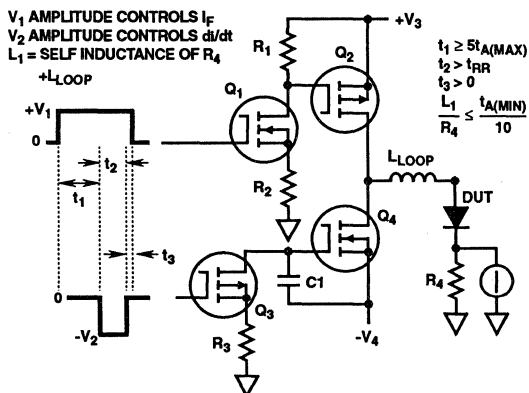 V1 AMPLITUDE CONTROLS IF
V2 AMPLITUDE CONTROLS di/dt
L1 = SELF INDUCTANCE OF R4
+LLOOP
+V1
0
t2
t1
t3
0
-V2
R1
Q1
Q2
+V3
R2
Q3
R3
C1
Q4
-V4
LLOOP
DUT
R4
t1 ≥ 5tA(MAX)
t2 > tRR
t3 > 0
L1/R4 ≤ tA(MIN)/10